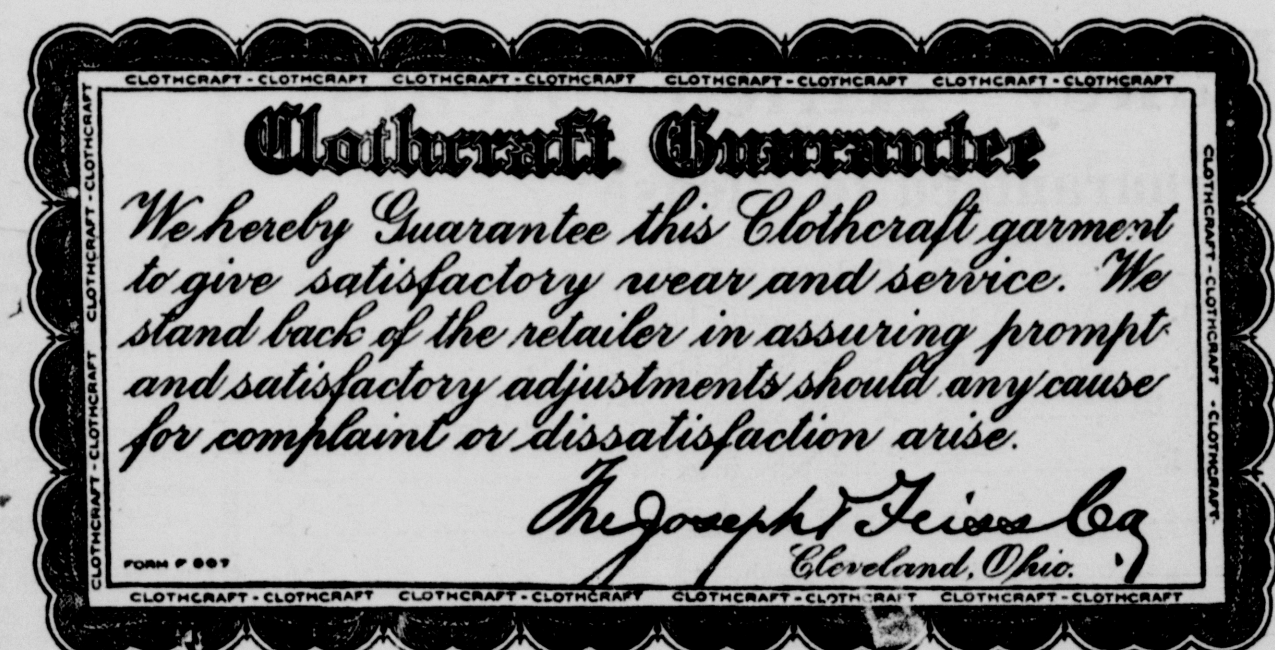 CLOTHCRAFT - CLOTHCRAFT CLOTHCRAFT - CLOTHCRAFT CLOTHCRAFT - CLOTHCRAFT CLOTHCRAFT - CLOTHCRAFT
CLOTHCRAFT - CLOTHCRAFT CLOTHCRAFT - CLOTHCRAFT
Clothcraft Guarantee
We hereby Guarantee this Clothcraft garment
to give satisfactory wear and service. We
stand back of the retailer in assuring prompt
and satisfactory adjustments should any cause
for complaint or dissatisfaction arise.
The Joseph & Feiss Co
Cleveland, Ohio.
FORM F 807
CLOTHCRAFT - CLOTHCRAFT - CLOTHCRAFT
CLOTHCRAFT - CLOTHCRAFT CLOTHCRAFT - CLOTHCRAFT CLOTHCRAFT - CLOTHCRAFT CLOTHCRAFT - CLOTHCRAFT